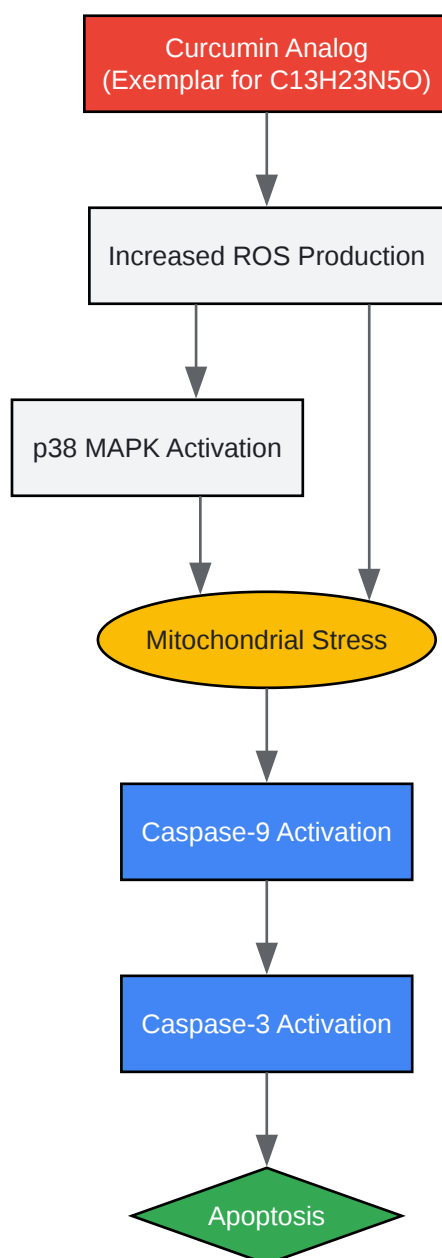 Curcumin Analog
(Exemplar for C13H23N5O)
Increased ROS Production
p38 MAPK Activation
Mitochondrial Stress
Caspase-9 Activation
Caspase-3 Activation
Apoptosis